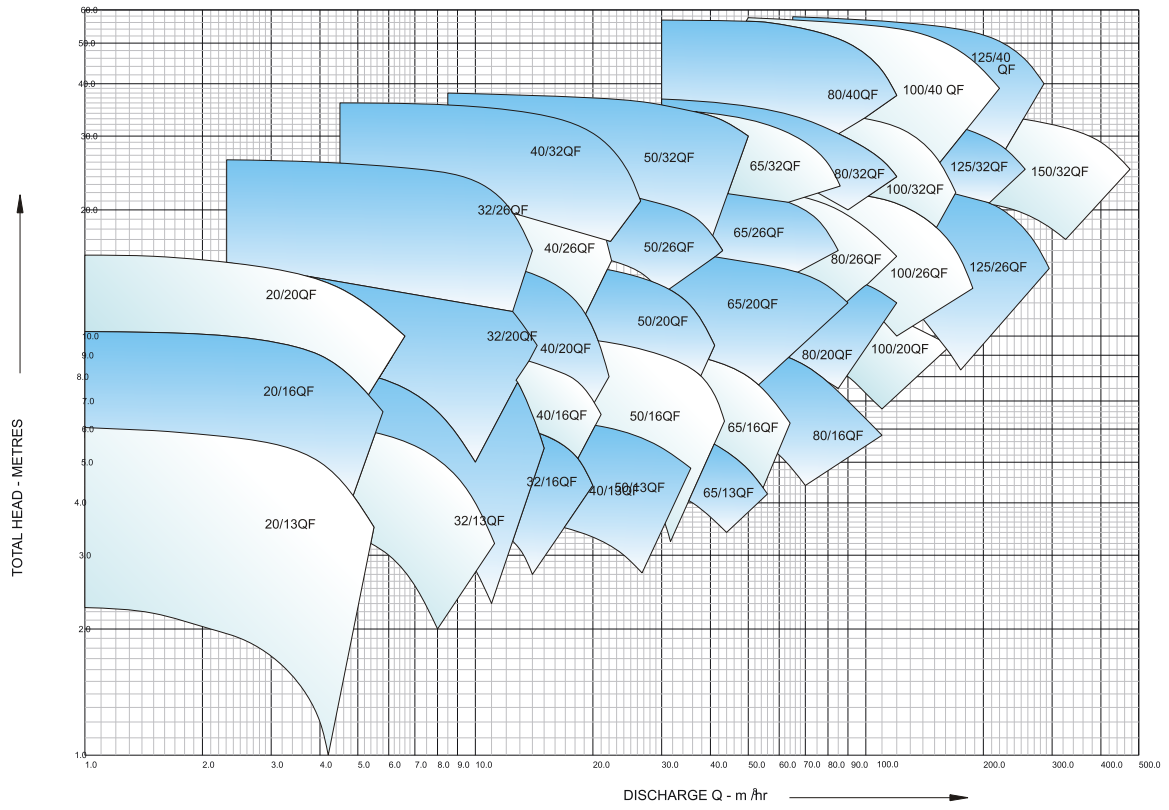 60.0
50.0
40.0
30.0
20.0
10.0
9.0
8.0
7.0
6.0
5.0
4.0
3.0
2.0
1.0
TOTAL HEAD - METRES
125/40
QF
100/40 QF
80/40QF
40/32QF
50/32QF
65/32QF
80/32QF
100/32QF
125/32QF
150/32QF
32/26QF
40/26QF
50/26QF
65/26QF
80/26QF
100/26QF
125/26QF
20/20QF
32/20QF
40/20QF
50/20QF
65/20QF
80/20QF
100/20QF
20/16QF
40/16QF
50/16QF
65/16QF
80/16QF
32/16QF
40/13QF
50/13QF
65/13QF
20/13QF
32/13QF
1.0 2.0 3.0 4.0 5.0 6.0 7.0 8.0 9.0 10.0 20.0 30.0 40.0 50.0 60.0 70.0 80.0 100.0 200.0 300.0 400.0 500.0
DISCHARGE Q - m³/hr